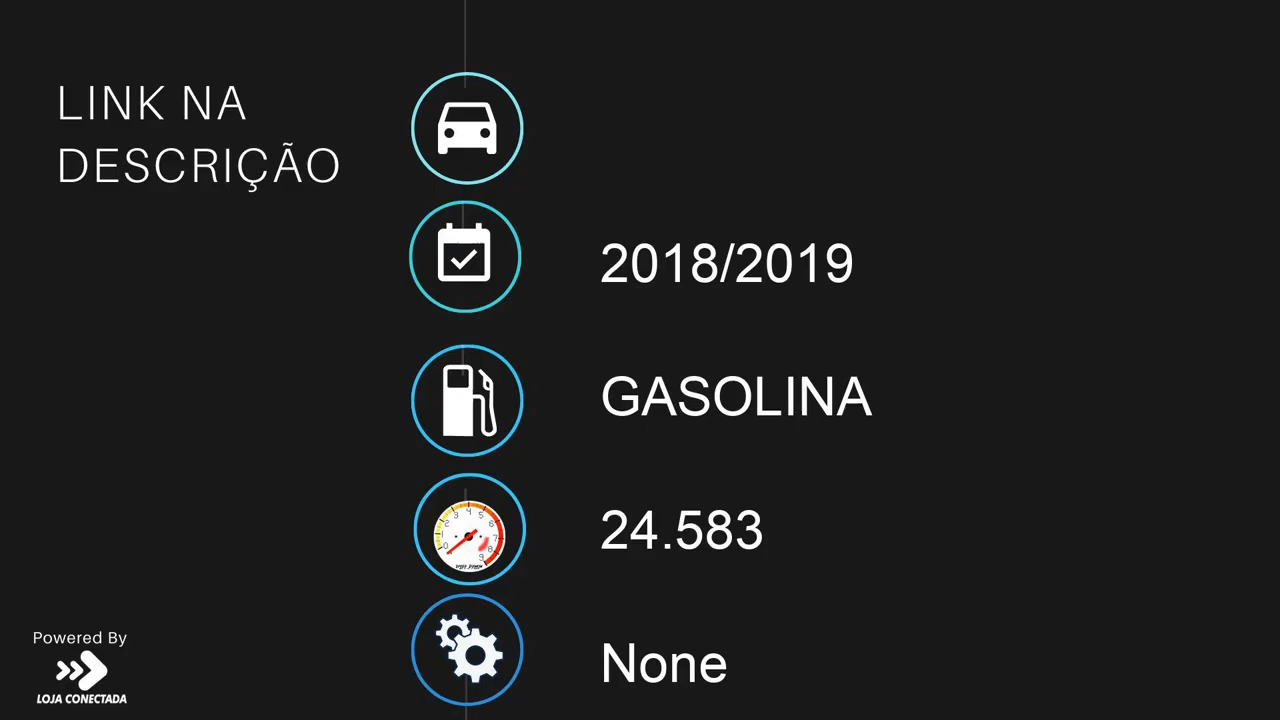 LINK NA
DESCRIÇÃO
2018/2019
GASOLINA
24.583
None
Powered By
LOJA CONECTADA